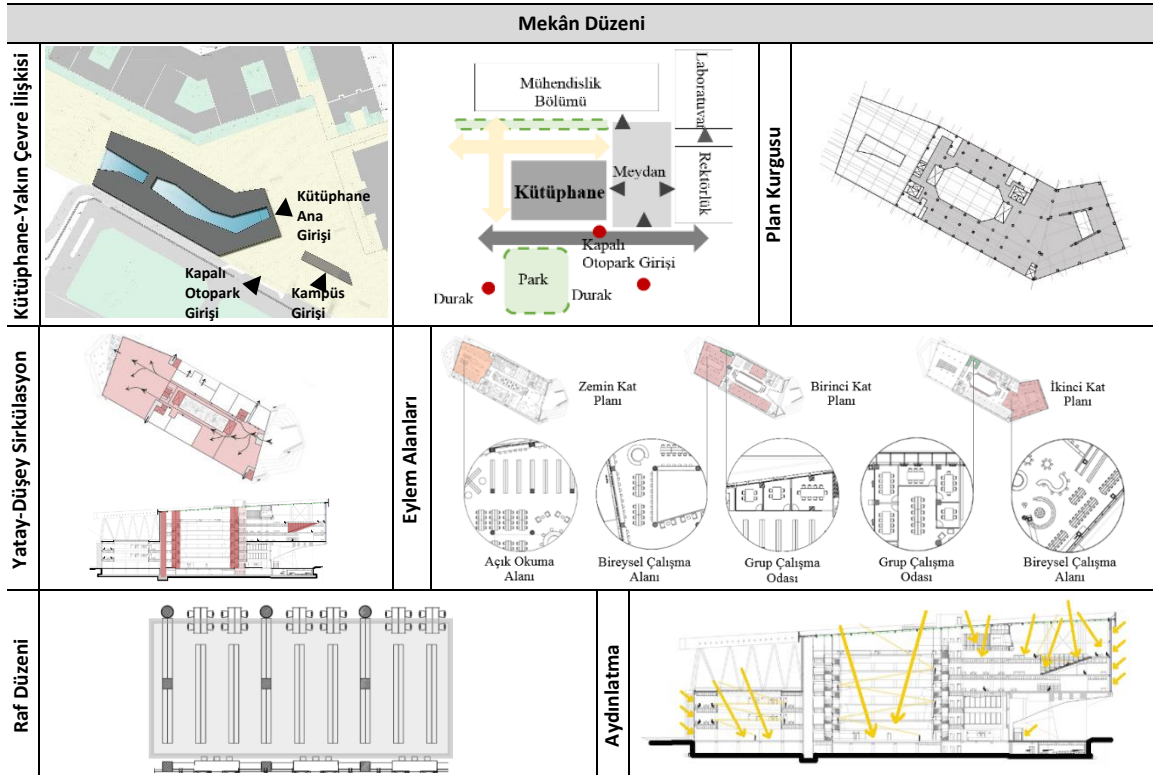 Mekân Düzeni
Kütüphane-Yakın Çevre İlişkisi
Kütüphane
Ana
Girişi
Kapalı
Otopark
Girişi
Kampüs
Girişi
Mühendislik
Bölümü
Laboratuvar
Meydan
Kütüphane
Rektörlük
Kapalı
Otopark Girişi
Park
Durak
Durak
Plan Kurgusu
Yatay-Düşey Sirkülasyon
Eylem Alanları
Zemin Kat
Planı
Birinci Kat
Planı
İkinci Kat
Planı
Açık Okuma
Alanı
Bireysel Çalışma
Alanı
Grup Çalışma
Odası
Grup Çalışma
Odası
Bireysel Çalışma
Alanı
Raf Düzeni
Aydınlatma